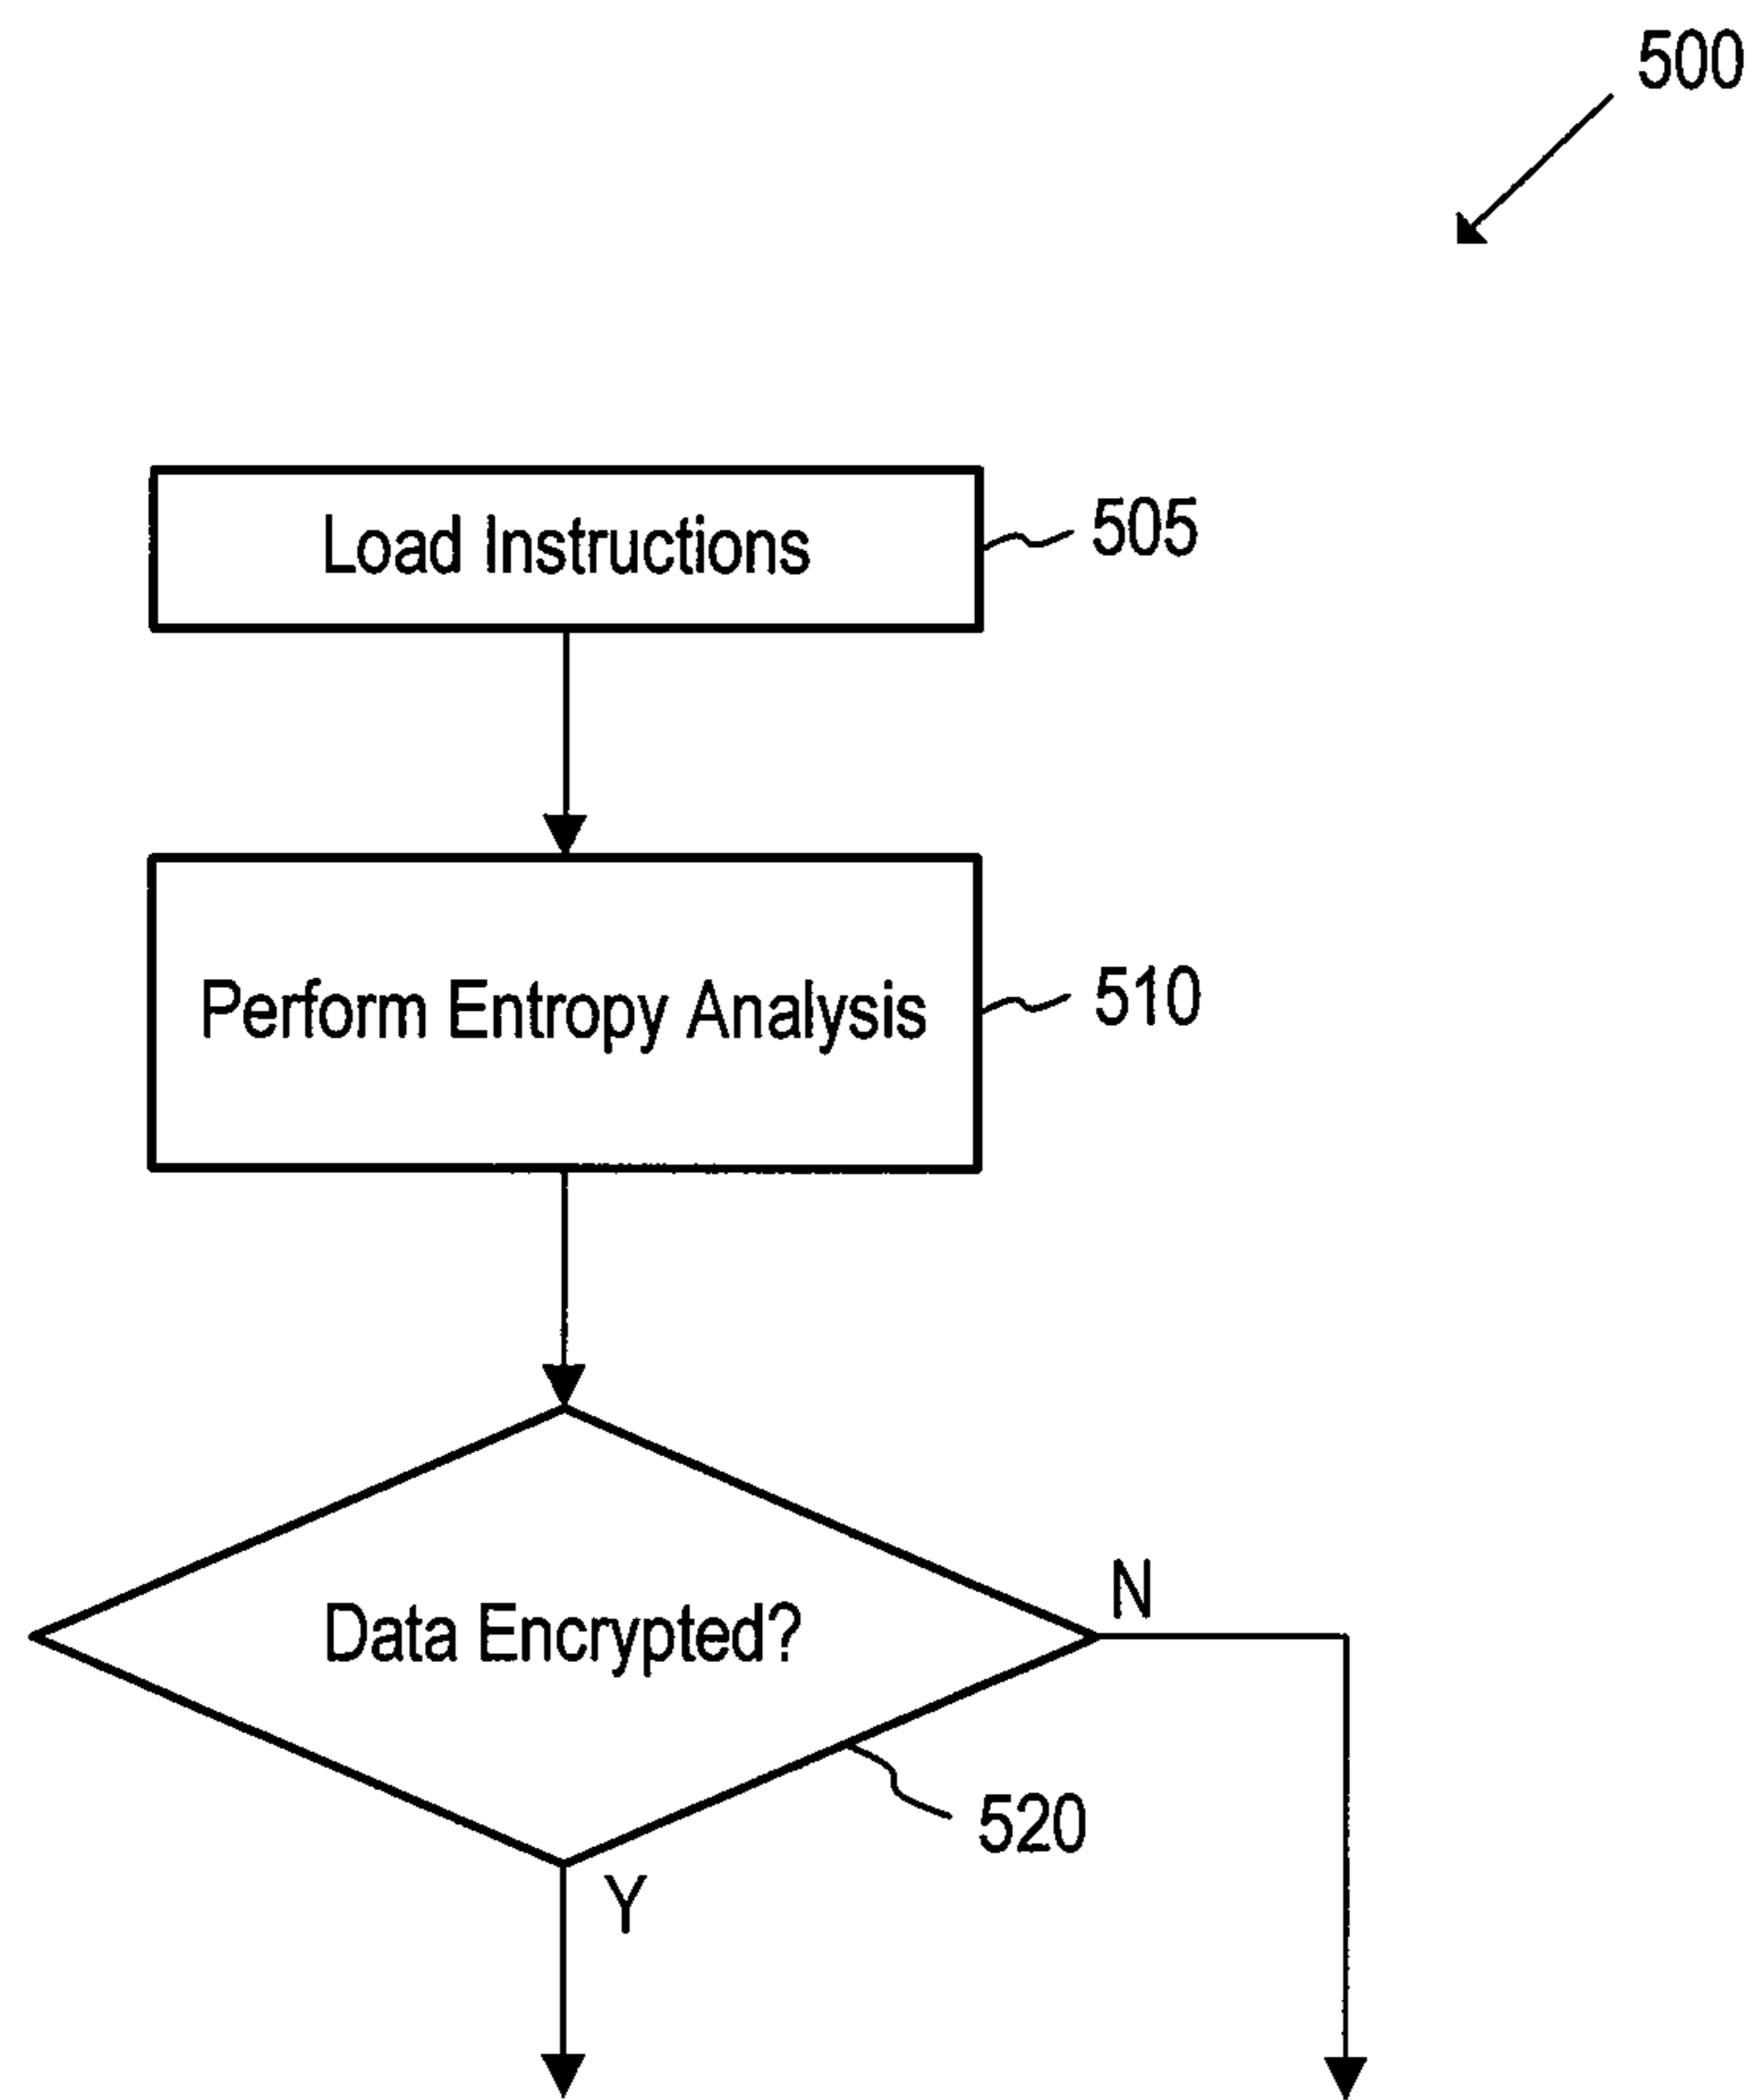 500
Load Instructions
505
Perform Entropy Analysis
510
Data Encrypted?
N
520
Y